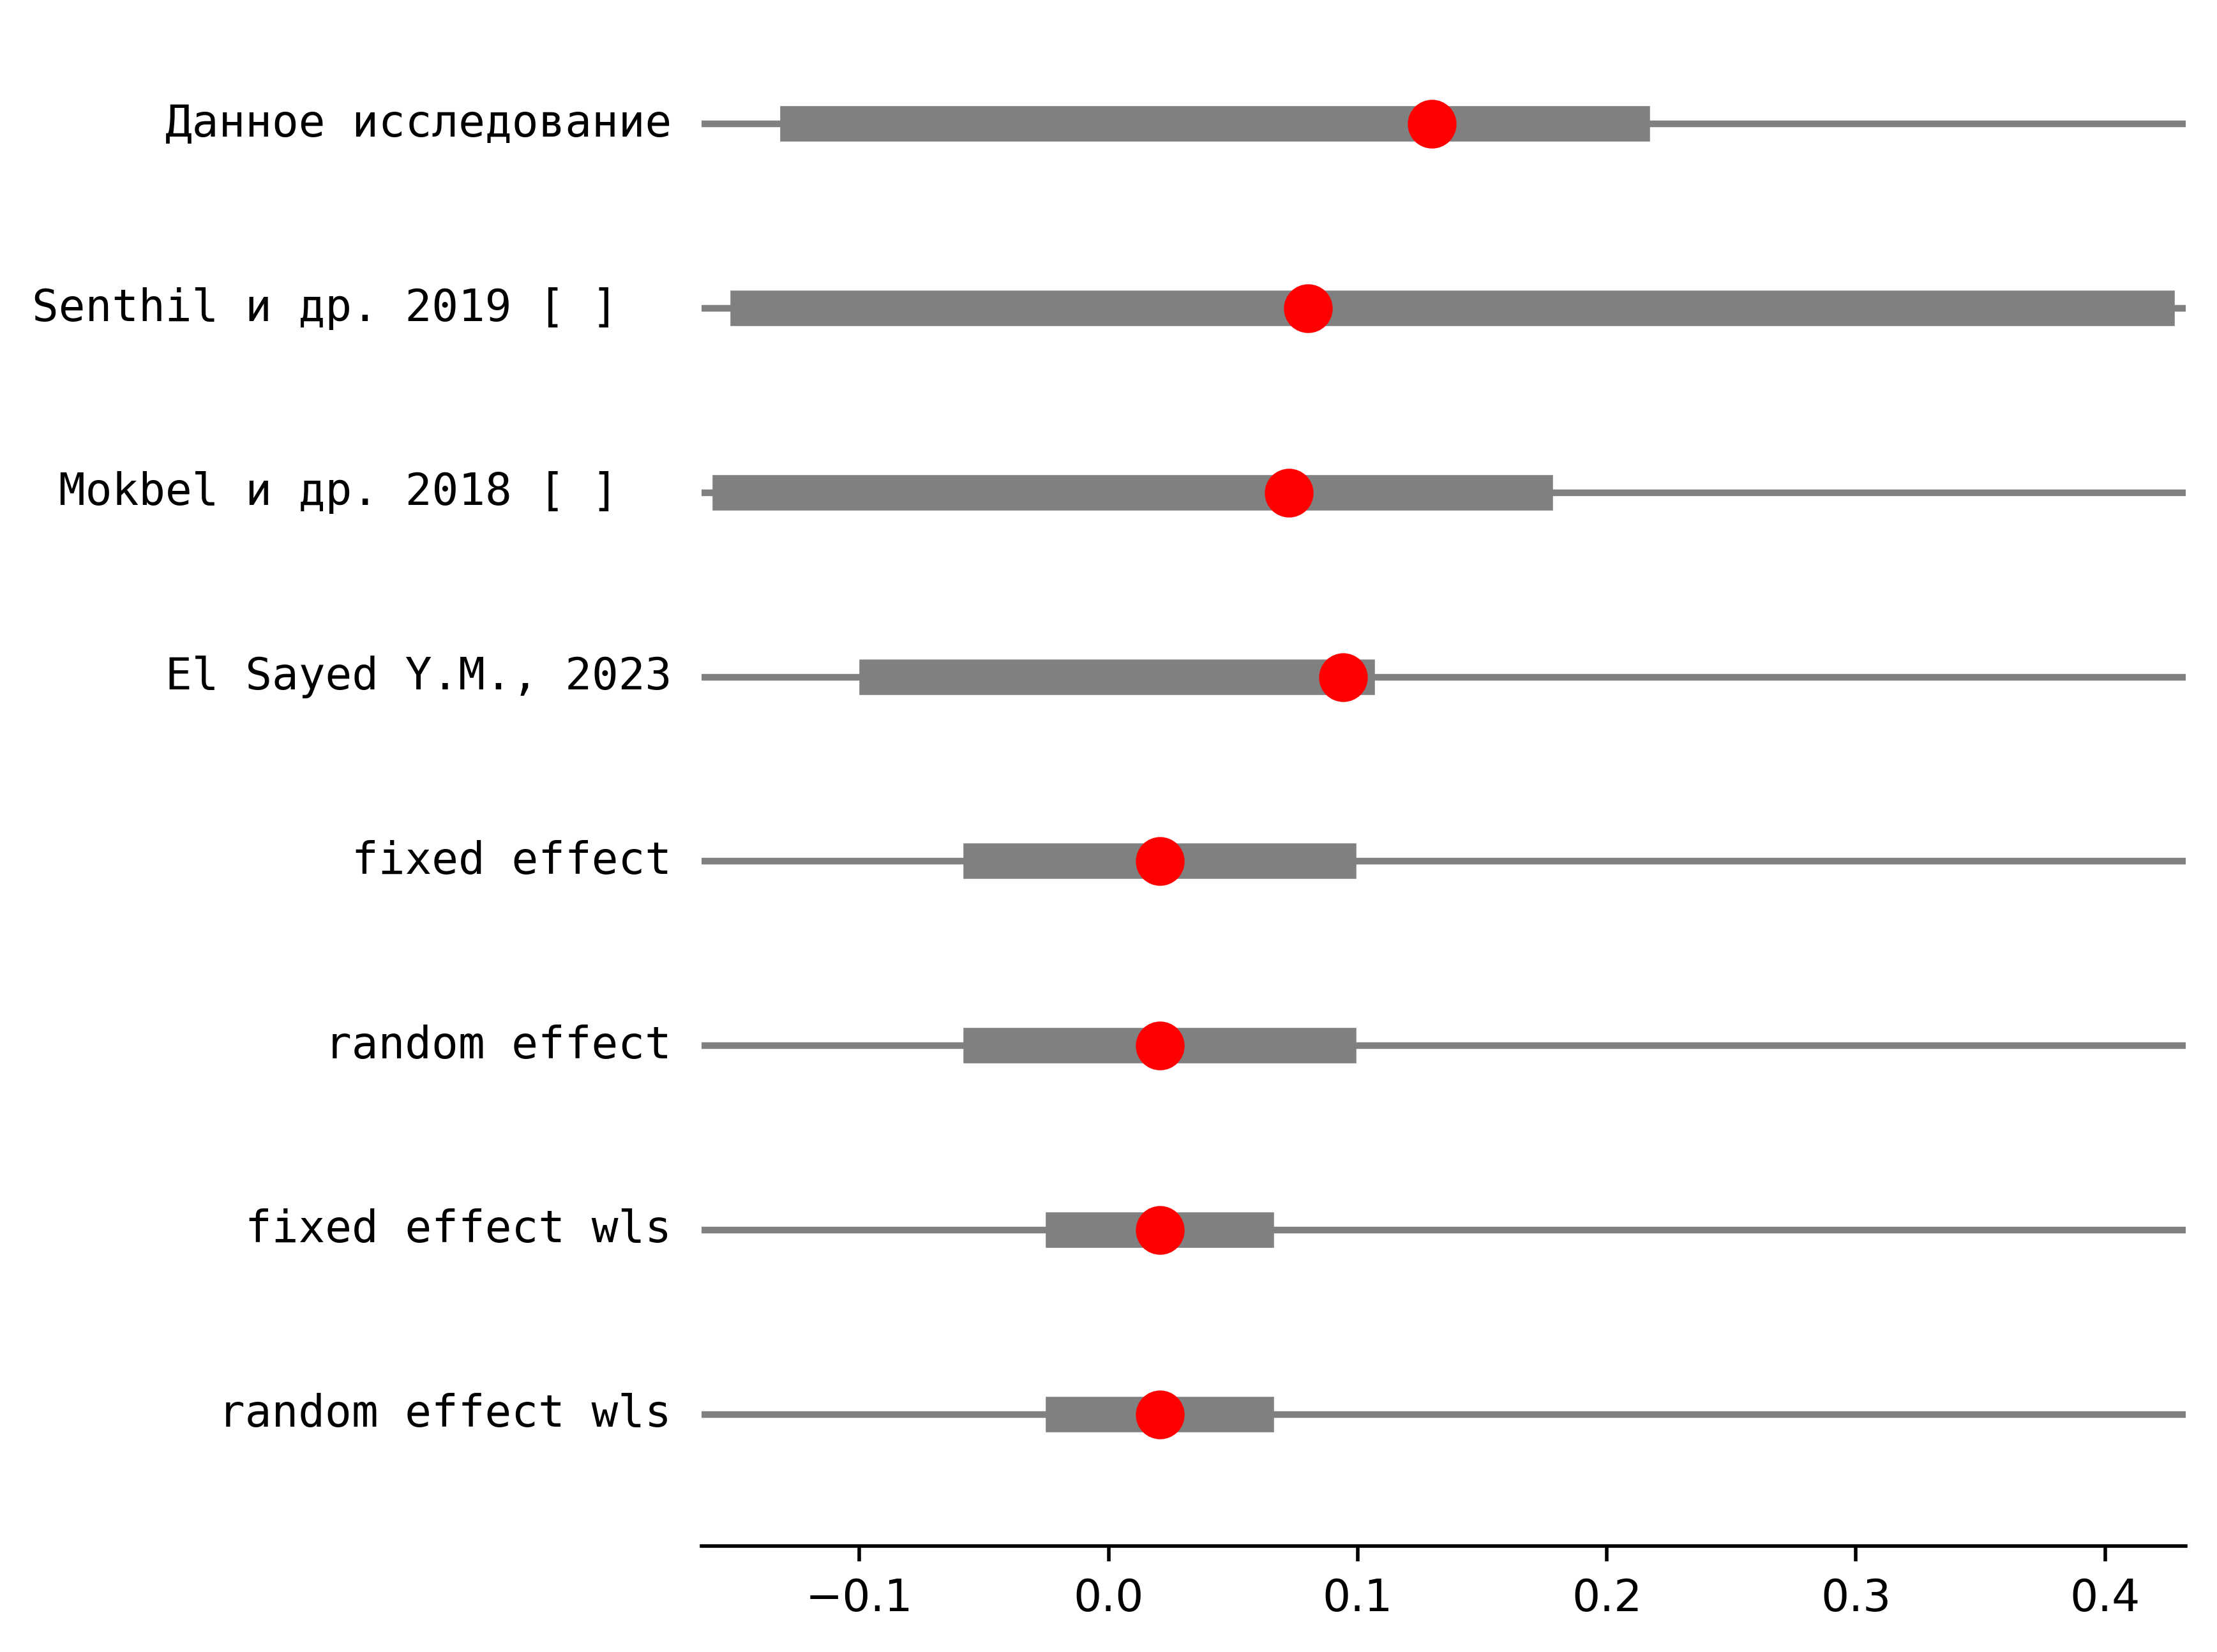 Данное исследование
Senthil и др. 2019 [ ]
Mokbel и др. 2018 [ ]
El Sayed Y.M., 2023
fixed effect
random effect
fixed effect wls
random effect wls
−0.1 0.0 0.1 0.2 0.3 0.4